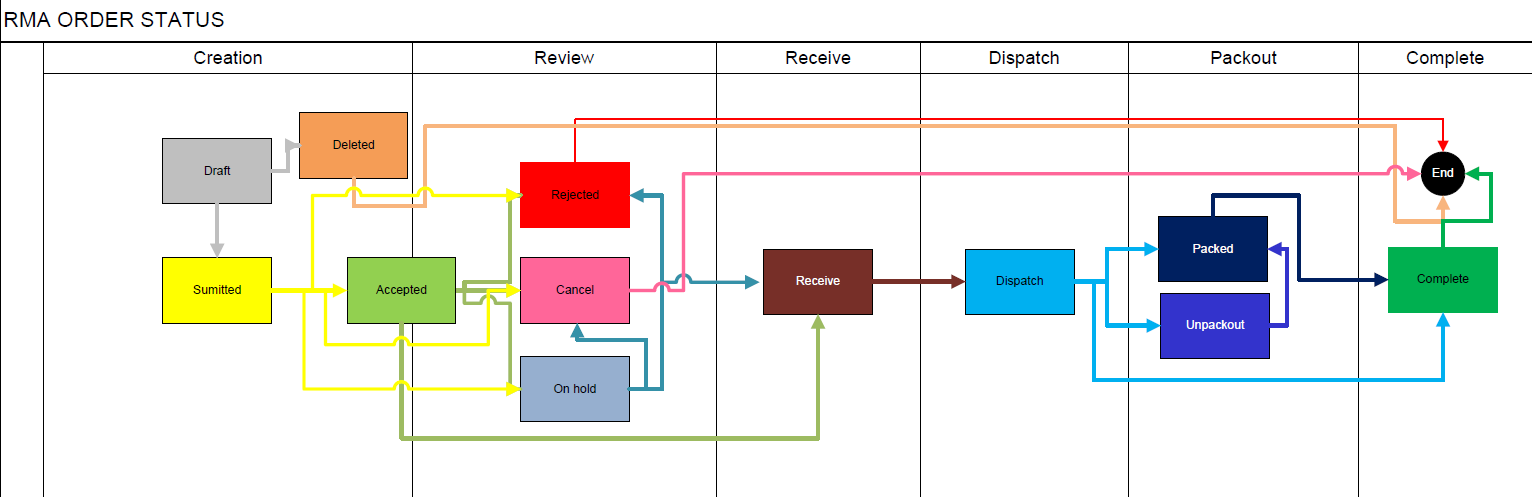 RMA ORDER STATUS
Creation
Review
Receive
Dispatch
Packout
Complete
Draft
Deleted
Rejected
End
Sumitted
Accepted
Cancel
On hold
Receive
Dispatch
Packed
Unpackout
Complete